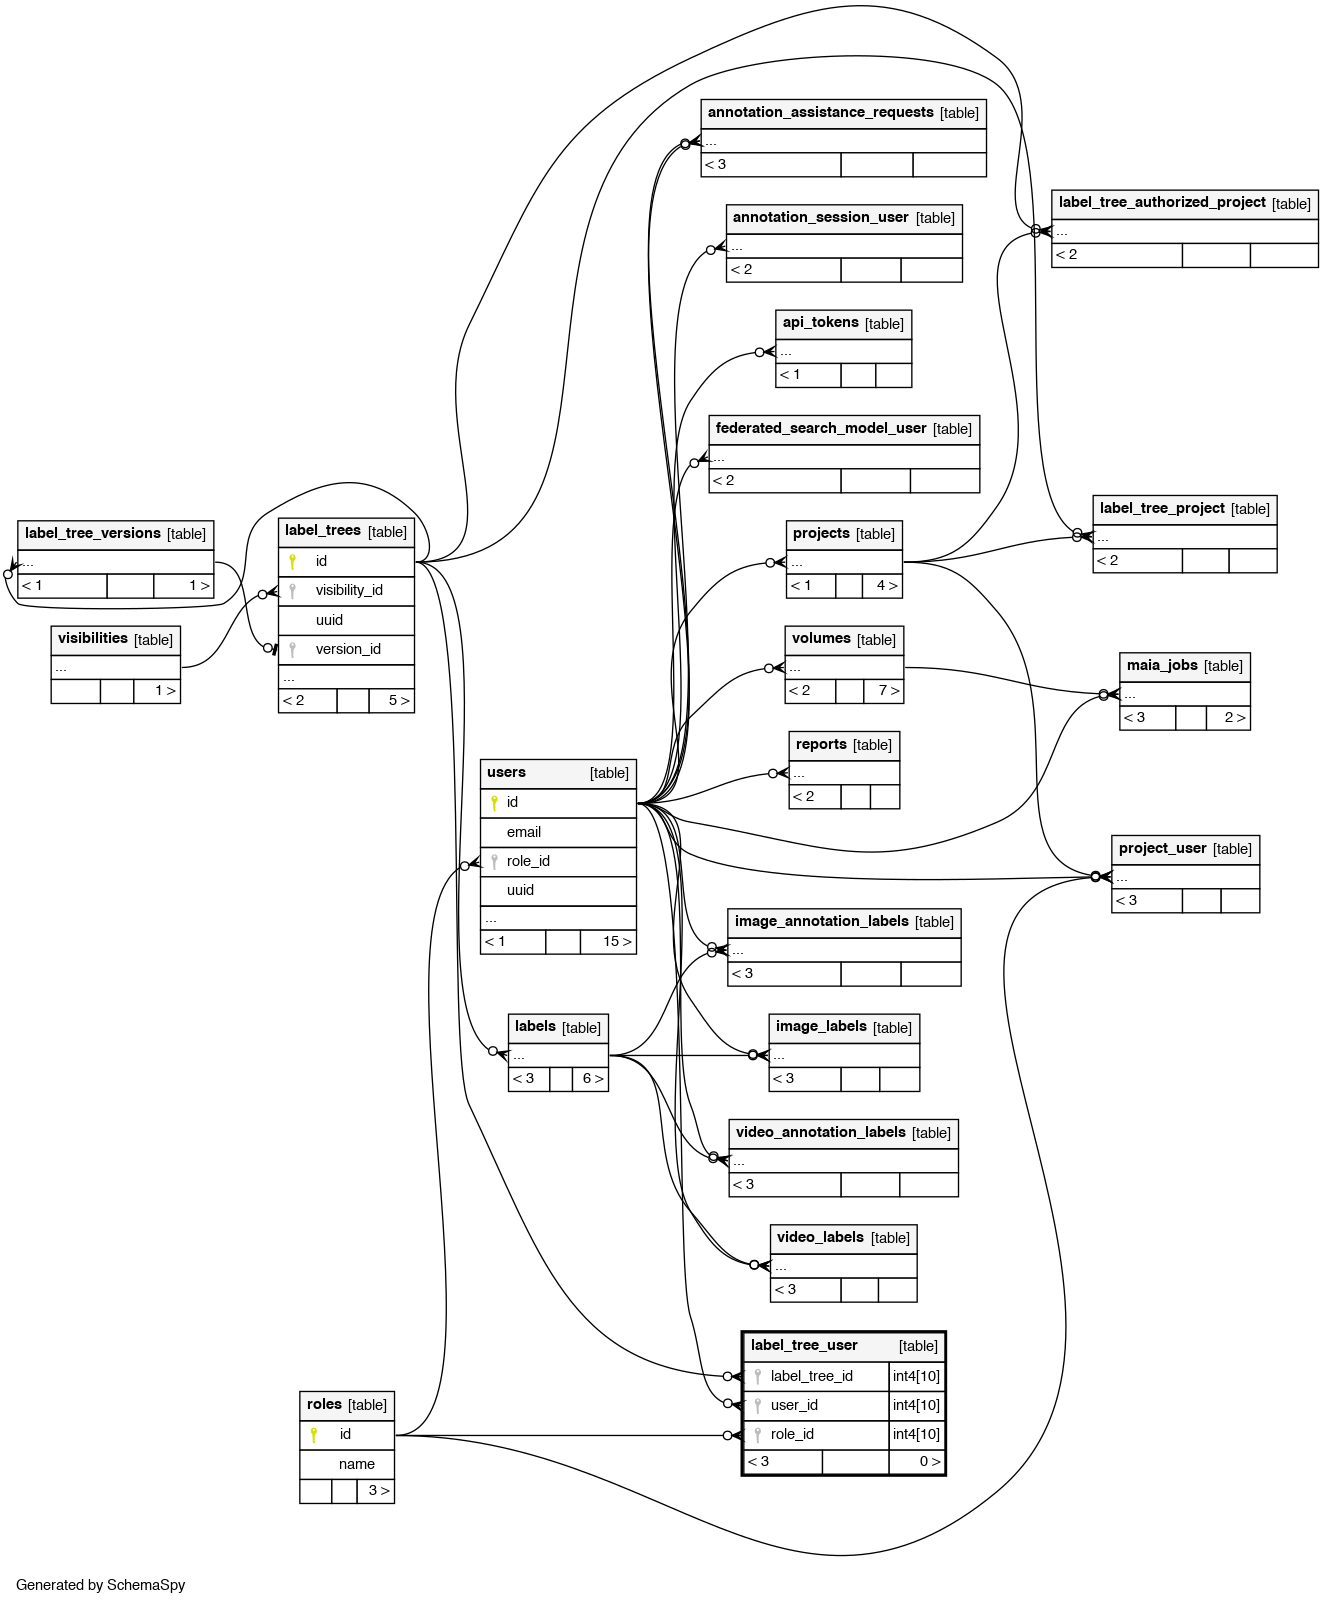 annotation_assistance_requests [table]
...
< 3
annotation_session_user [table]
...
< 2
label_tree_authorized_project [table]
...
< 2
api_tokens [table]
...
< 1
federated_search_model_user [table]
...
< 2
label_tree_versions [table]
...
< 1 1 >
label_trees [table]
id
visibility_id
uuid
version_id
...
< 2 5 >
projects [table]
...
< 1 4 >
label_tree_project [table]
...
< 2
visibilities [table]
...
1 >
volumes [table]
...
< 2 7 >
maia_jobs [table]
...
< 3 2 >
reports [table]
...
< 2
users [table]
id
email
role_id
uuid
...
< 1 15 >
project_user [table]
...
< 3
image_annotation_labels [table]
...
< 3
labels [table]
...
< 3 6 >
image_labels [table]
...
< 3
video_annotation_labels [table]
...
< 3
video_labels [table]
...
< 3
label_tree_user [table]
label_tree_id int4[10]
user_id int4[10]
role_id int4[10]
< 3 0 >
roles [table]
id
name
3 >
Generated by SchemaSpy